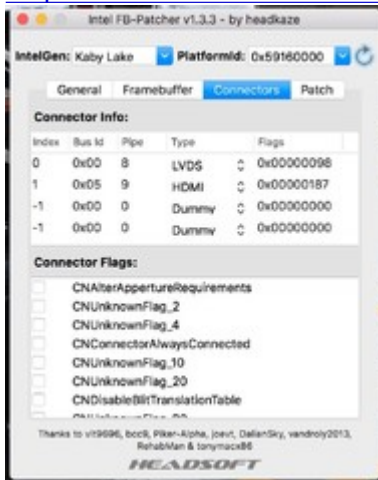 Intel FB-Patcher v1.3.3 - by headkaze
IntelGen: Kaby Lake PlatformId: 0x59160000
General Framebuffer Connectors Patch
Connector Info:
Index Bus Id Pipe Type Flags
0 0x00 8 LVDS 0x00000098
1 0x05 9 HDMI 0x00000187
-1 0x00 0 Dummy 0x00000000
-1 0x00 0 Dummy 0x00000000
Connector Flags:
CNAlterAppertureRequirements
CNUnknownFlag_2
CNUnknownFlag_4
CNConnectorAlwaysConnected
CNUnknownFlag_10
CNUnknownFlag_20
CNDisableBlitTranslationTable
Thanks to vit9696, bcc9, Piker-Alpha, joevt, DalianSky, vandroiy2013,
RehabMan & tonymacx86
HEADSOFT